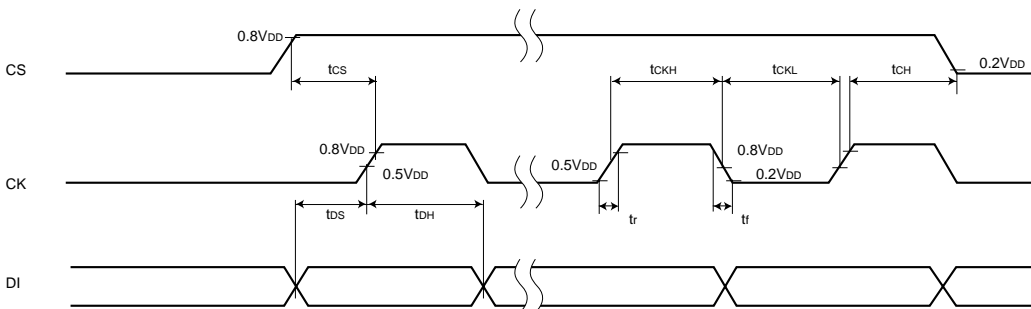 0.8VDD
CS
tCS
tCKH
tCKL
tCH
0.2VDD
0.8VDD
CK
0.5VDD
0.5VDD
0.8VDD
0.2VDD
tDS
tDH
tr
tf
DI